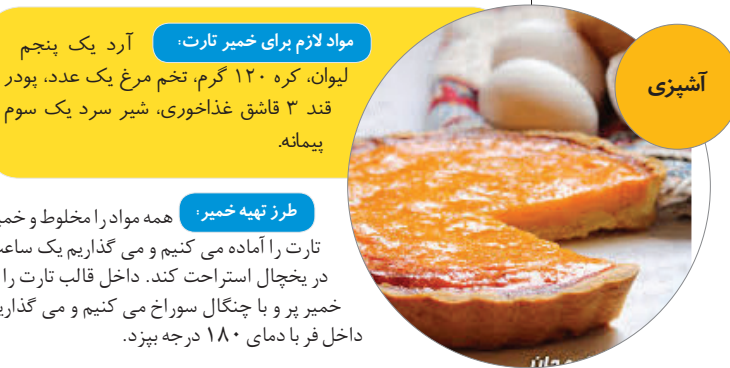 آشپزی
مواد لازم برای خمیر تارت: آرد یک پنجم
لیوان، کره ۱۲۰ گرم، تخم مرغ یک عدد، پودر
قند ۳ قاشق غذاخوری، شیر سرد یک سوم
پیمانه.
طرز تهیه خمیر: همه مواد را مخلوط و خمیر
تارت را آماده می کنیم و می گذاریم یک ساعت
در یخچال استراحت کند. داخل قالب تارت را
خمیر پر و با چنگال سوراخ می کنیم و می گذاریم
داخل فر با دمای ۱۸۰ درجه بپزد.